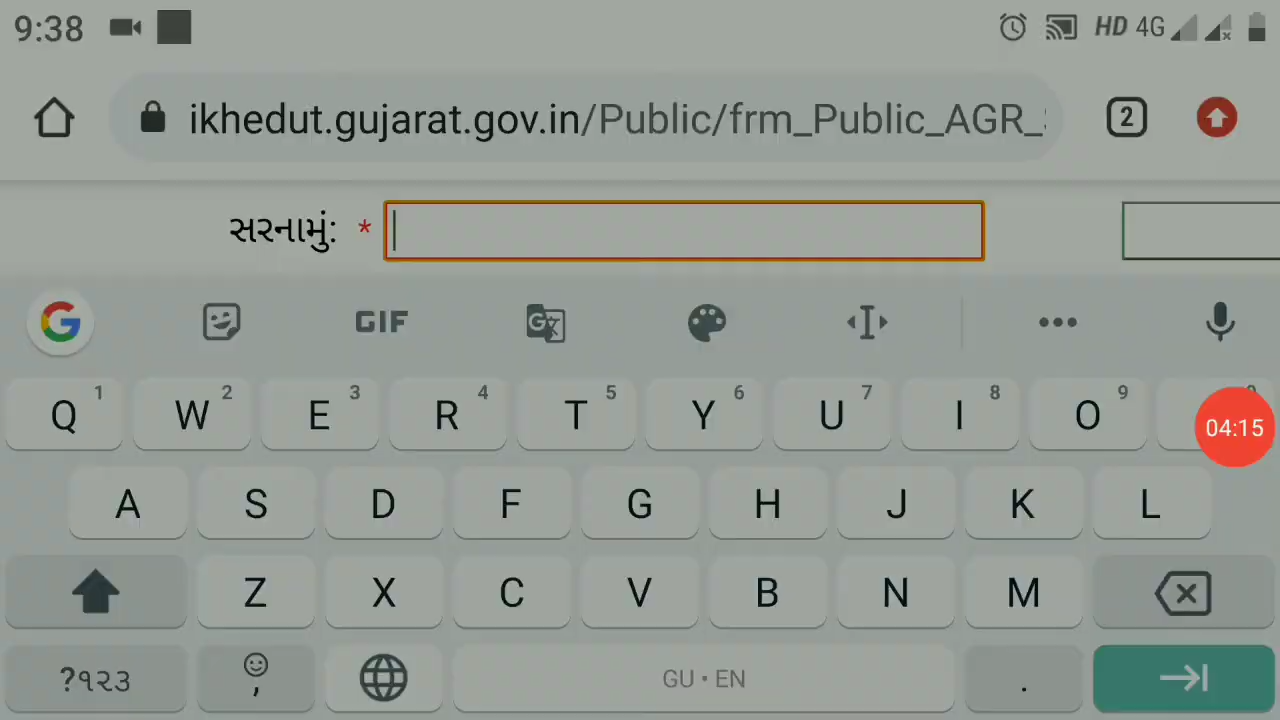 9:38 HD 4G
ikhedut.gujarat.gov.in/Public/frm_Public_AGR_ 2
સરનામું: *
GIF
Q 1 W 2 E 3 R 4 T 5 Y 6 U 7 I 8 O 9
04:15
A S D F G H J K L
Z X C V B N M
?૧૨૩ , GU • EN .